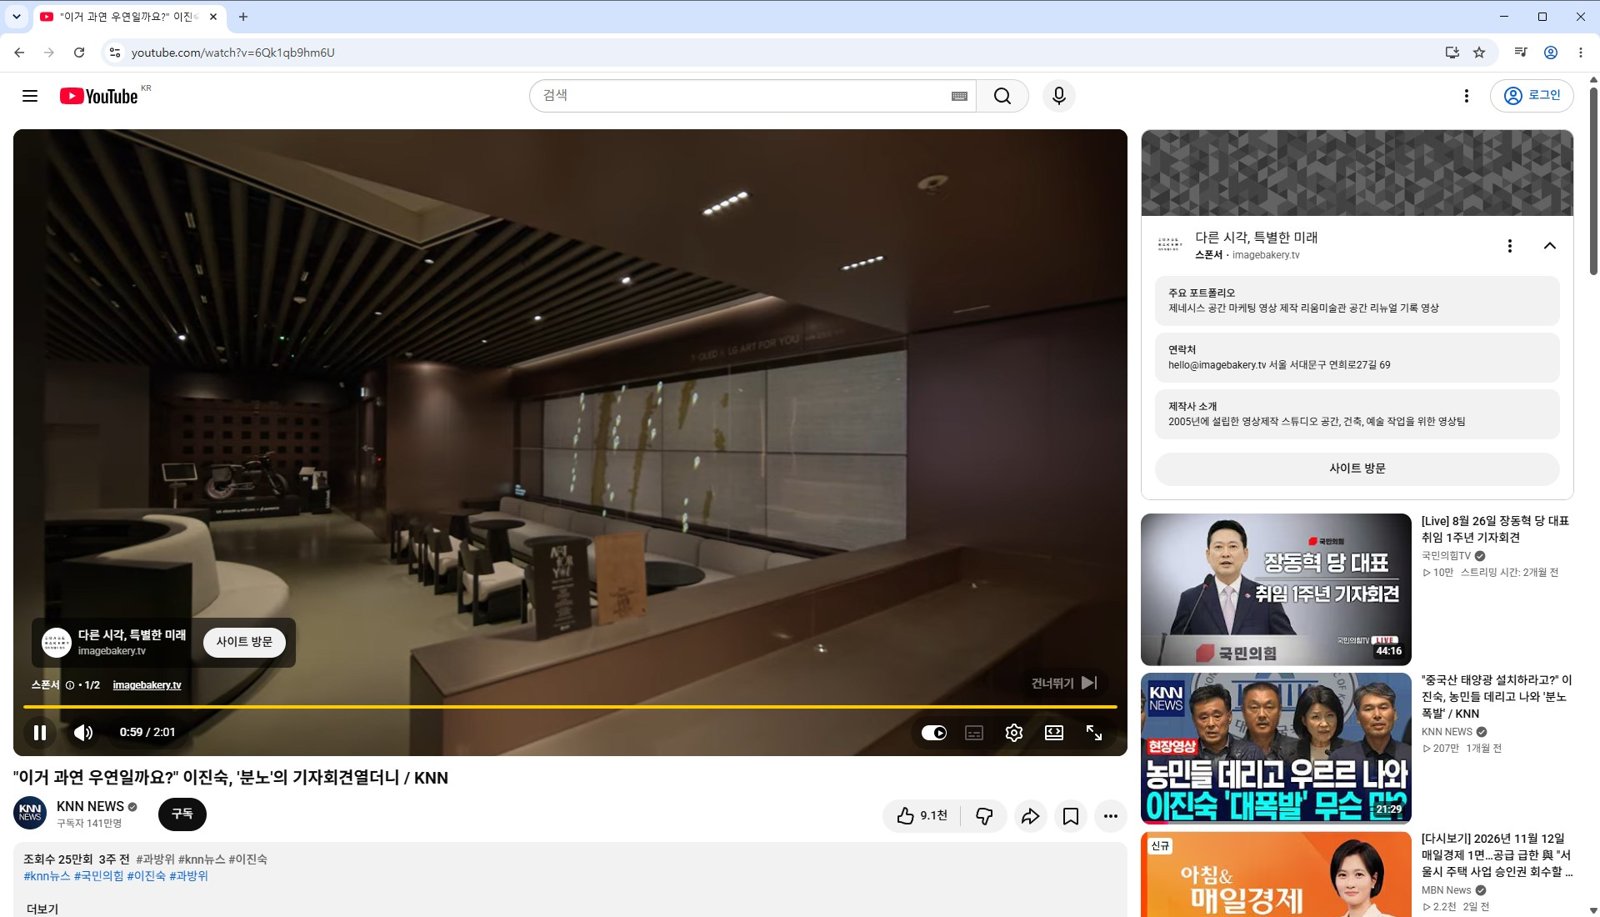 "이거 과연 우연일까요?" 이진
youtube.com/watch?v=6Qk1qb9hm6U
YouTube KR
검색
로그인
OLED X LG ART FOR YOU
ART
FOR
YOU
다른 시각, 특별한 미래
imagebakery.tv
사이트 방문
스폰서 · 1/2 imagebakery.tv
건너뛰기
0:59 / 2:01
"이거 과연 우연일까요?" 이진숙, '분노'의 기자회견열더니 / KNN
KNN NEWS
KNN NEWS
구독자 141만명
구독
9.1천
조회수 25만회 3주 전 #과방위 #knn뉴스 #이진숙
#knn뉴스 #국민의힘 #이진숙 #과방위
더보기
다른 시각, 특별한 미래
스폰서 · imagebakery.tv
주요 포트폴리오
제네시스 공간 마케팅 영상 제작 리움미술관 공간 리뉴얼 기록 영상
연락처
hello@imagebakery.tv 서울 서대문구 연희로27길 69
제작사 소개
2005년에 설립한 영상제작 스튜디오 공간, 건축, 예술 작업을 위한 영상팀
사이트 방문
국민의힘
장동혁 당 대표
취임 1주년 기자회견
국민의힘TV LIVE
국민의힘
44:16
[Live] 8월 26일 장동혁 당 대표
취임 1주년 기자회견
국민의힘TV
10만 스트리밍 시간: 2개월 전
KNN
NEWS
현장영상
농민들 데리고 우르르 나와
이진숙 '대폭발' 무슨 일?
21:29
"중국산 태양광 설치하라고?" 이
진숙, 농민들 데리고 나와 '분노
폭발' / KNN
KNN NEWS
207만 1개월 전
신규
아침&
매일경제
[다시보기] 2026년 11월 12일
매일경제 1면...공급 급한 與 "서
울시 주택 사업 승인권 회수할 ...
MBN News
2.2천 2일 전